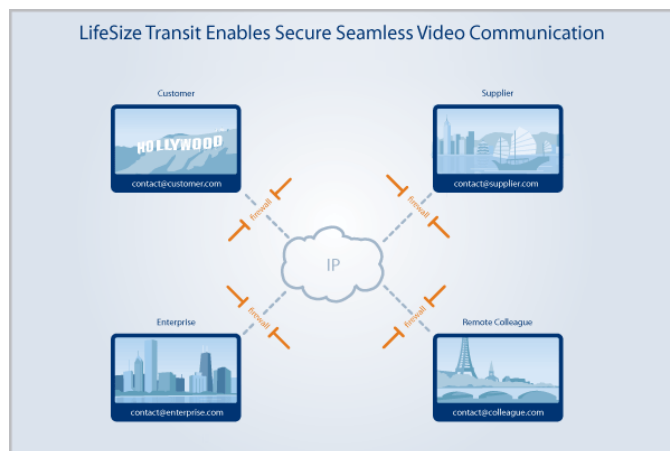 LifeSize Transit Enables Secure Seamless Video Communication
Customer
Supplier
HOLLYWOOD
contact@customer.com
contact@supplier.com
firewall
firewall
IP
firewall
firewall
Enterprise
Remote Colleague
contact@enterprise.com
contact@colleague.com